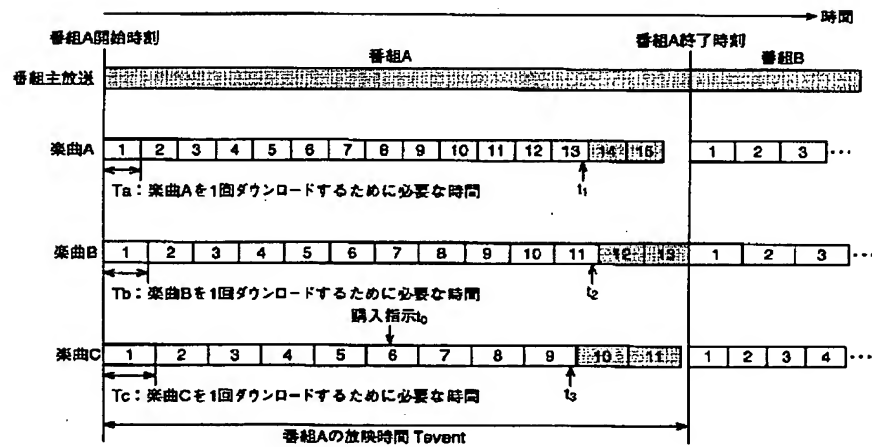 時間
番組A開始時刻
番組A終了時刻
番組A
番組B
番組主放送
楽曲A
1 2 3 4 5 6 7 8 9 10 11 12 13 14 15
1 2 3 ・・・
Ta：楽曲Aを1回ダウンロードするために必要な時間
t1
楽曲B
1 2 3 4 5 6 7 8 9 10 11 12 13
1 2 3 ・・・
Tb：楽曲Bを1回ダウンロードするために必要な時間
t2
購入指示t0
楽曲C
1 2 3 4 5 6 7 8 9 10 11
1 2 3 4 ・・・
Tc：楽曲Cを1回ダウンロードするために必要な時間
t3
番組Aの放映時間 Tevent